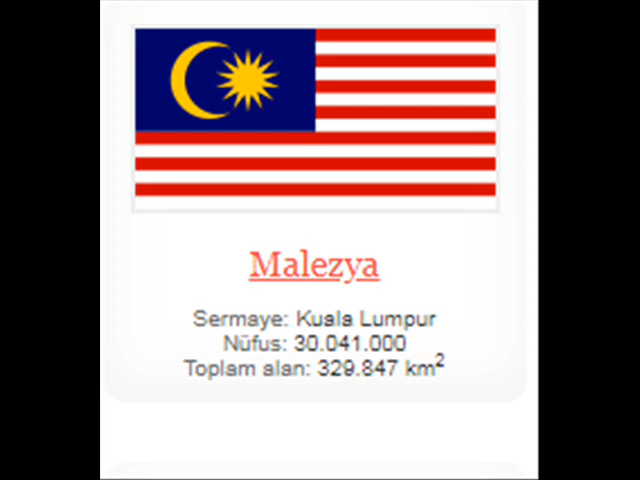 Malezya
Sermaye: Kuala Lumpur
Nüfus: 30.041.000
Toplam alan: 329.847 km²